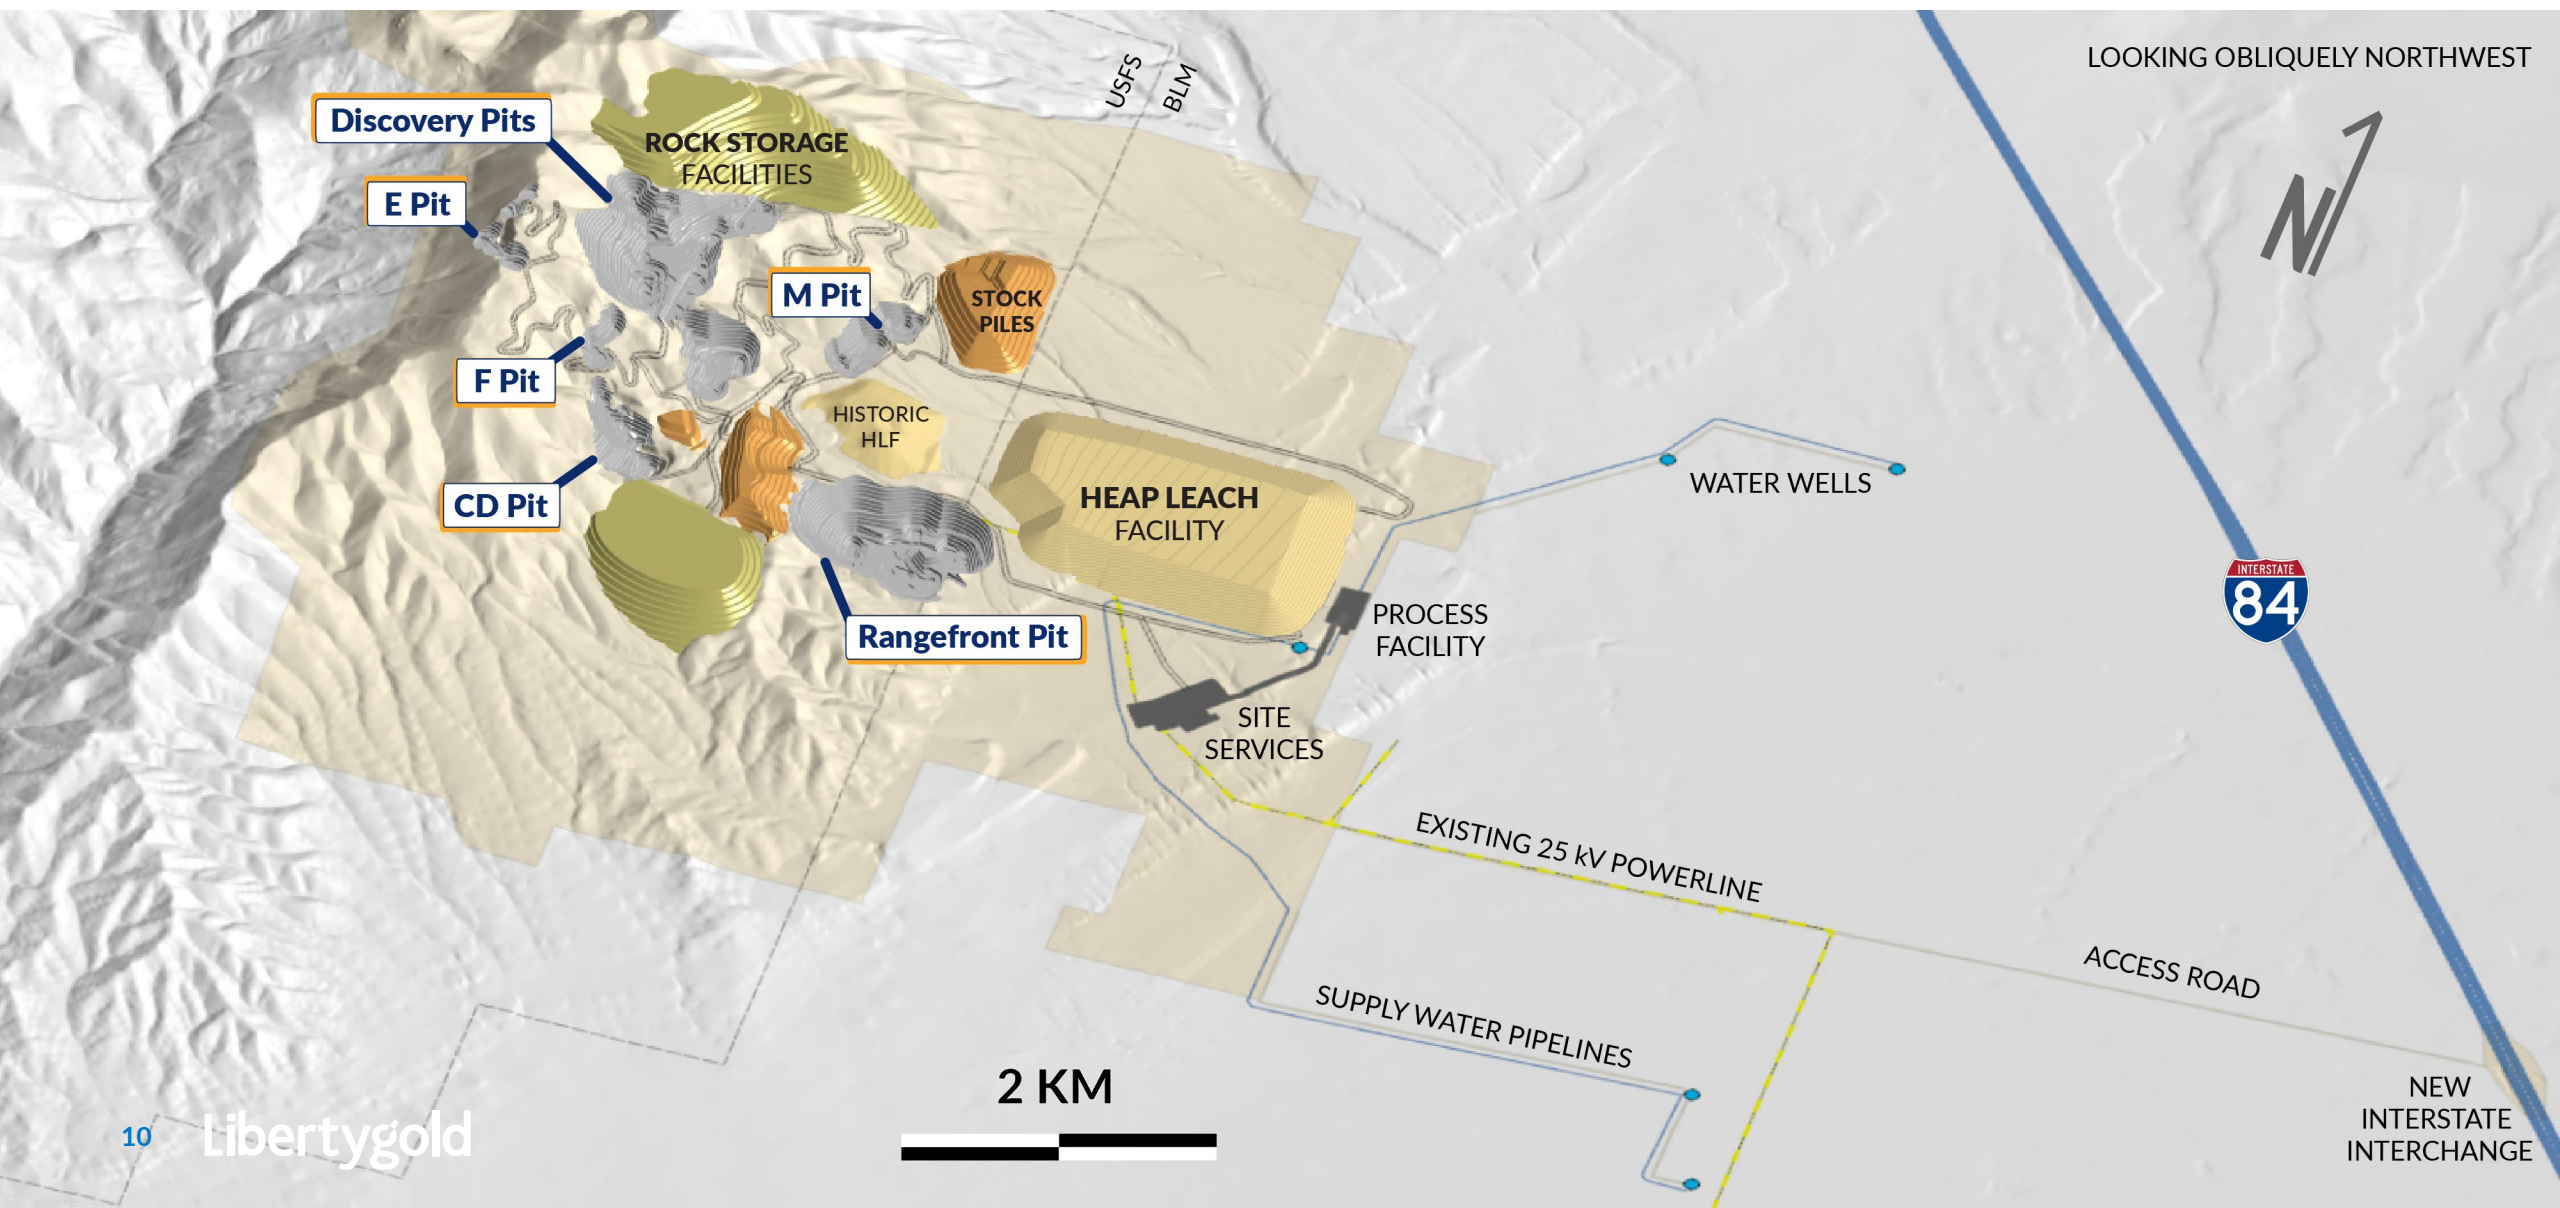 LOOKING OBLIQUELY NORTHWEST
N
USFS
BLM
Discovery Pits
ROCK STORAGE
FACILITIES
E Pit
M Pit
STOCK
PILES
F Pit
HISTORIC
HLF
CD Pit
HEAP LEACH
FACILITY
WATER WELLS
INTERSTATE
84
Rangefront Pit
PROCESS
FACILITY
SITE
SERVICES
EXISTING 25 kV POWERLINE
ACCESS ROAD
SUPPLY WATER PIPELINES
NEW
INTERSTATE
INTERCHANGE
2 KM
10
Libertygold